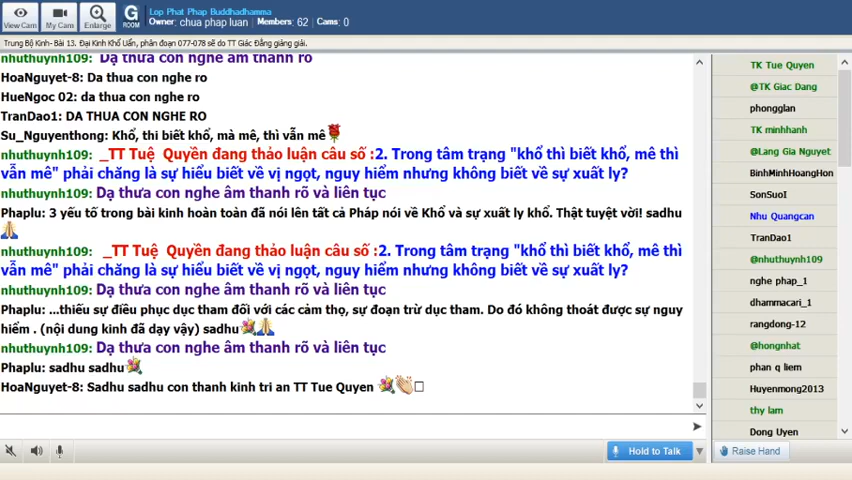 Lop Phat Phap Buddhadhamma
Owner: chua phap luan , Members: 62 , Cams: 0
View Cam
My Cam
Enlarge
G
ROOM
Trung Bộ Kinh- Bài 13. Đại Kinh Khổ Uẩn, phân đoạn 077-078 sẽ do TT Giác Đẳng giảng giải.
nhuthuynh109: Dạ thưa con nghe âm thanh rõ
HoaNguyet-8: Da thua con nghe ro
HueNgoc 02: da thua con nghe ro
TranDao1: DA THUA CON NGHE RO
Su_Nguyenthong: Khổ, thi biết khổ, mà mê, thì vẫn mê
nhuthuynh109: _TT Tuệ Quyền đang thảo luận câu số :2. Trong tâm trạng "khổ thì biết khổ, mê thì
vẫn mê" phải chăng là sự hiểu biết về vị ngọt, nguy hiểm nhưng không biết về sự xuất ly?
nhuthuynh109: Dạ thưa con nghe âm thanh rõ và liên tục
Phaplu: 3 yếu tố trong bài kinh hoàn toàn đã nói lên tất cả Pháp nói về Khổ và sự xuất ly khổ. Thật tuyệt vời! sadhu
nhuthuynh109: _TT Tuệ Quyền đang thảo luận câu số :2. Trong tâm trạng "khổ thì biết khổ, mê thì
vẫn mê" phải chăng là sự hiểu biết về vị ngọt, nguy hiểm nhưng không biết về sự xuất ly?
nhuthuynh109: Dạ thưa con nghe âm thanh rõ và liên tục
Phaplu: ...thiếu sự điều phục dục tham đối với các cảm thọ, sự đoạn trừ dục tham. Do đó không thoát được sự nguy
hiểm . (nội dung kinh đã dạy vậy) sadhu
nhuthuynh109: Dạ thưa con nghe âm thanh rõ và liên tục
Phaplu: sadhu sadhu
HoaNguyet-8: Sadhu sadhu con thanh kinh tri an TT Tue Quyen
Hold to Talk
TK Tue Quyen
@TK Giac Dang
phongglan
TK minhhanh
@Lang Gia Nguyet
BinhMinhHoangHon
SonSuoI
Nhu Quangcan
TranDao1
@nhuthuynh109
nghe phap_1
dhammacari_1
rangdong-12
@hongnhat
phan q liem
Huyenmong2013
thy lam
Dong Uyen
Raise Hand